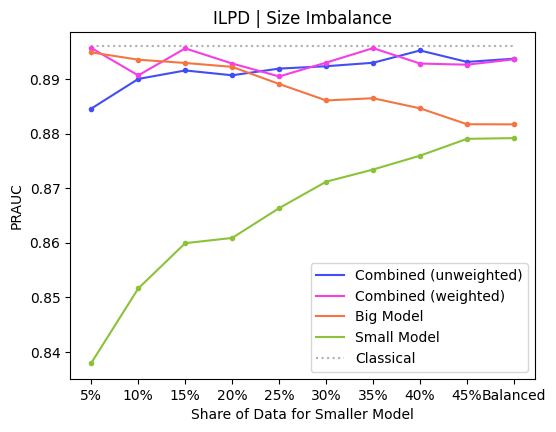 ILPD | Size Imbalance
PRAUC
0.89
0.88
0.87
0.86
0.85
0.84
Combined (unweighted)
Combined (weighted)
Big Model
Small Model
Classical
5% 10% 15% 20% 25% 30% 35% 40% 45% Balanced
Share of Data for Smaller Model